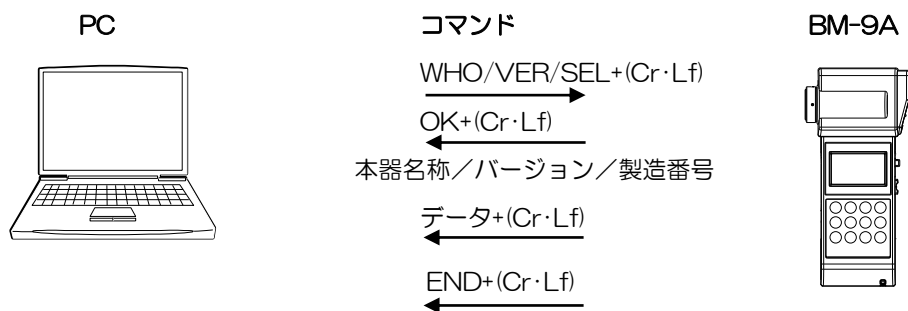 PC
コマンド
BM-9A
WHO/VER/SEL+(Cr･Lf)
OK+(Cr･Lf)
本器名称／バージョン／製造番号
データ+(Cr･Lf)
END+(Cr･Lf)